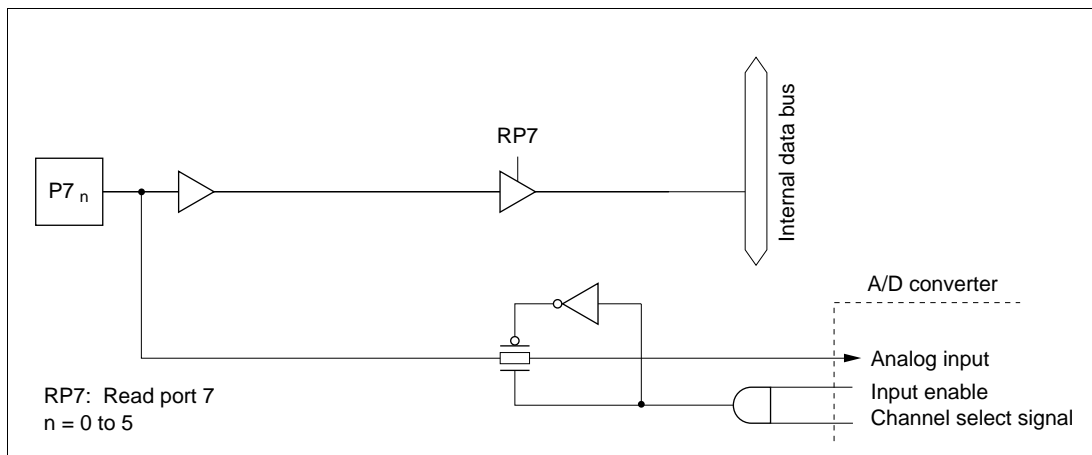 RP7
P7 n
Internal data bus
A/D converter
Analog input
Input enable
Channel select signal
RP7: Read port 7
n = 0 to 5